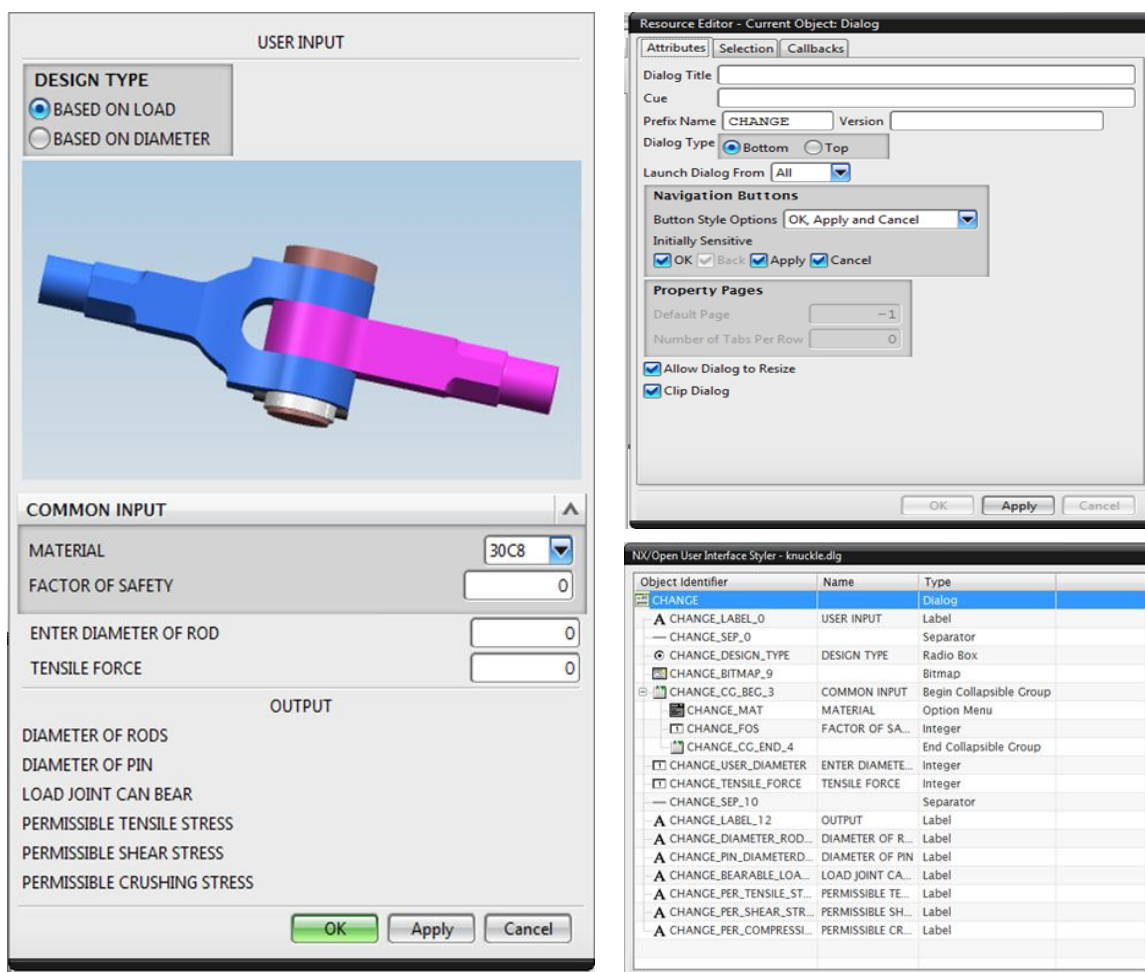 USER INPUT
DESIGN TYPE
BASED ON LOAD
BASED ON DIAMETER
COMMON INPUT
MATERIAL 30C8
FACTOR OF SAFETY 0
ENTER DIAMETER OF ROD 0
TENSILE FORCE 0
OUTPUT
DIAMETER OF RODS
DIAMETER OF PIN
LOAD JOINT CAN BEAR
PERMISSIBLE TENSILE STRESS
PERMISSIBLE SHEAR STRESS
PERMISSIBLE CRUSHING STRESS
OK Apply Cancel
Resource Editor - Current Object: Dialog
Attributes Selection Callbacks
Dialog Title
Cue
Prefix Name CHANGE Version
Dialog Type Bottom Top
Launch Dialog From All
Navigation Buttons
Button Style Options OK, Apply and Cancel
Initially Sensitive
OK Back Apply Cancel
Property Pages
Default Page -1
Number of Tabs Per Row 0
Allow Dialog to Resize
Clip Dialog
OK Apply Cancel
NX/Open User Interface Styler - knuckle.dlg
Object Identifier Name Type
CHANGE Dialog
CHANGE_LABEL_0 USER INPUT Label
CHANGE_SEP_0 Separator
CHANGE_DESIGN_TYPE DESIGN TYPE Radio Box
CHANGE_BITMAP_9 Bitmap
CHANGE_CG_BEG_3 COMMON INPUT Begin Collapsible Group
CHANGE_MAT MATERIAL Option Menu
CHANGE_FOS FACTOR OF SA... Integer
CHANGE_CG_END_4 End Collapsible Group
CHANGE_USER_DIAMETER ENTER DIAMETE... Integer
CHANGE_TENSILE_FORCE TENSILE FORCE Integer
CHANGE_SEP_10 Separator
CHANGE_LABEL_12 OUTPUT Label
CHANGE_DIAMETER_ROD... DIAMETER OF R... Label
CHANGE_PIN_DIAMETERD... DIAMETER OF PIN Label
CHANGE_BEARABLE_LOA... LOAD JOINT CA... Label
CHANGE_PER_TENSILE_ST... PERMISSIBLE TE... Label
CHANGE_PER_SHEAR_STR... PERMISSIBLE SH... Label
CHANGE_PER_COMPRESSI... PERMISSIBLE CR... Label